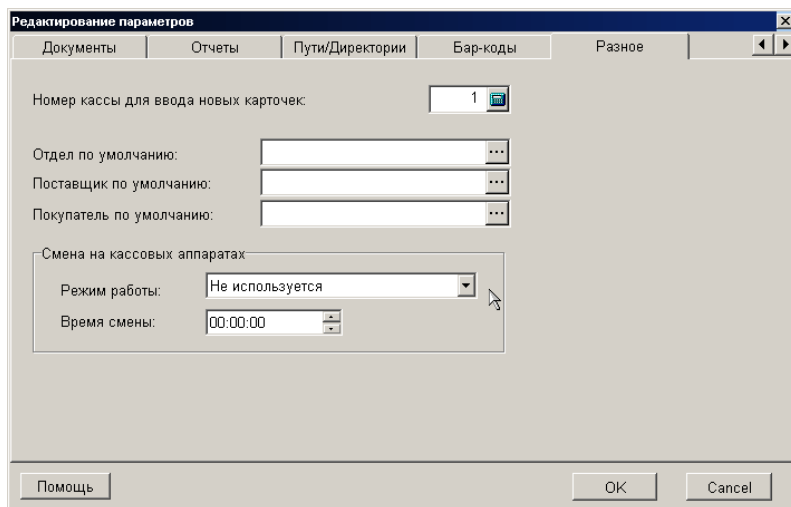 Редактирование параметров
Документы Отчеты Пути/Директории Бар-коды Разное
Номер кассы для ввода новых карточек: 1
Отдел по умолчанию: ...
Поставщик по умолчанию: ...
Покупатель по умолчанию: ...
Смена на кассовых аппаратах
Режим работы: Не используется
Время смены: 00:00:00
Помощь OK Cancel